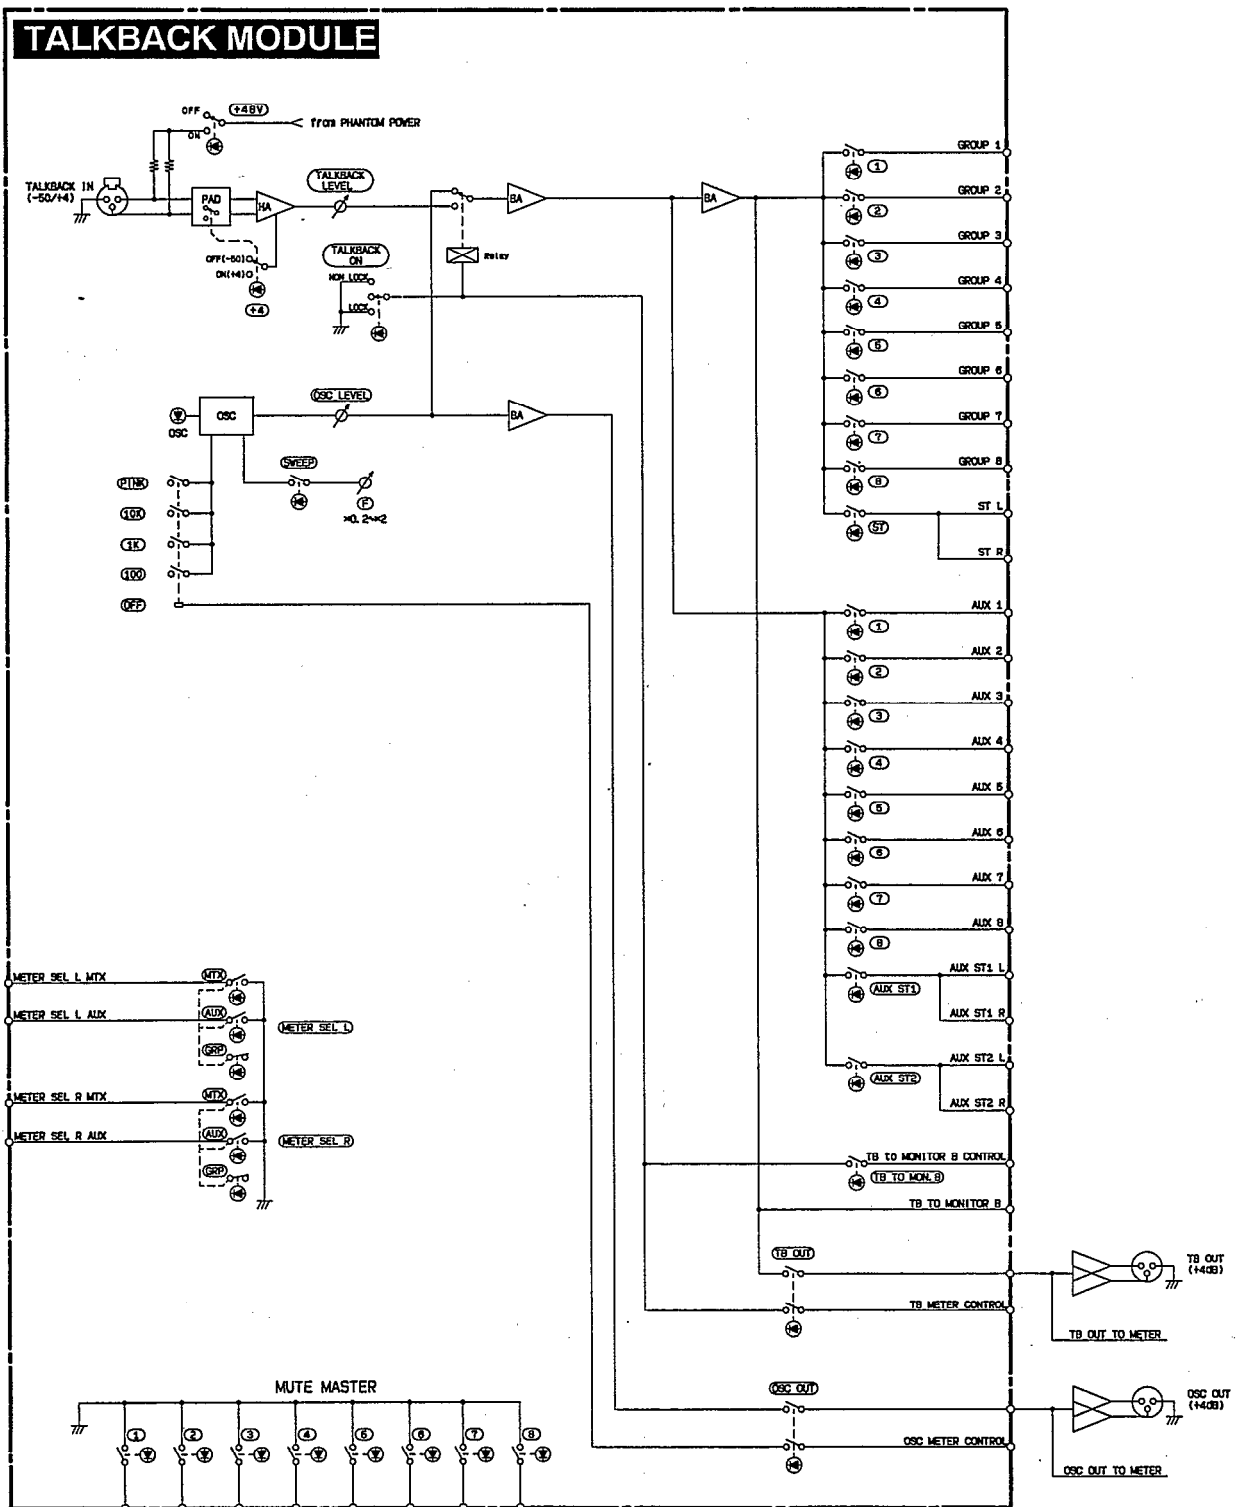 TALKBACK MODULE
OFF
+48V
ON
from PHANTOM POWER
TALKBACK IN
(-50/+4)
PAD
HA
TALKBACK
LEVEL
OFF(-50)
ON(+4)
+4
TALKBACK
ON
NON LOCK
LOCK
Relay
BA
BA
OSC
OSC
OSC LEVEL
BA
SWEEP
F
×0.2~×2
PINK
10K
1K
100
OFF
GROUP 1
1
GROUP 2
2
GROUP 3
3
GROUP 4
4
GROUP 5
5
GROUP 6
6
GROUP 7
7
GROUP 8
8
ST L
ST
ST R
AUX 1
1
AUX 2
2
AUX 3
3
AUX 4
4
AUX 5
5
AUX 6
6
AUX 7
7
AUX 8
8
AUX ST1 L
AUX ST1
AUX ST1 R
AUX ST2 L
AUX ST2
AUX ST2 R
METER SEL L MTX
MTX
METER SEL L AUX
AUX
METER SEL L
GRP
METER SEL R MTX
MTX
METER SEL R AUX
AUX
METER SEL R
GRP
TB to MONITOR B CONTROL
TB TO MON.B
TB TO MONITOR B
TB OUT
TB METER CONTROL
TB OUT
(+4dB)
TB OUT TO METER
OSC OUT
OSC METER CONTROL
OSC OUT
(+4dB)
OSC OUT TO METER
MUTE MASTER
1 2 3 4 5 6 7 8